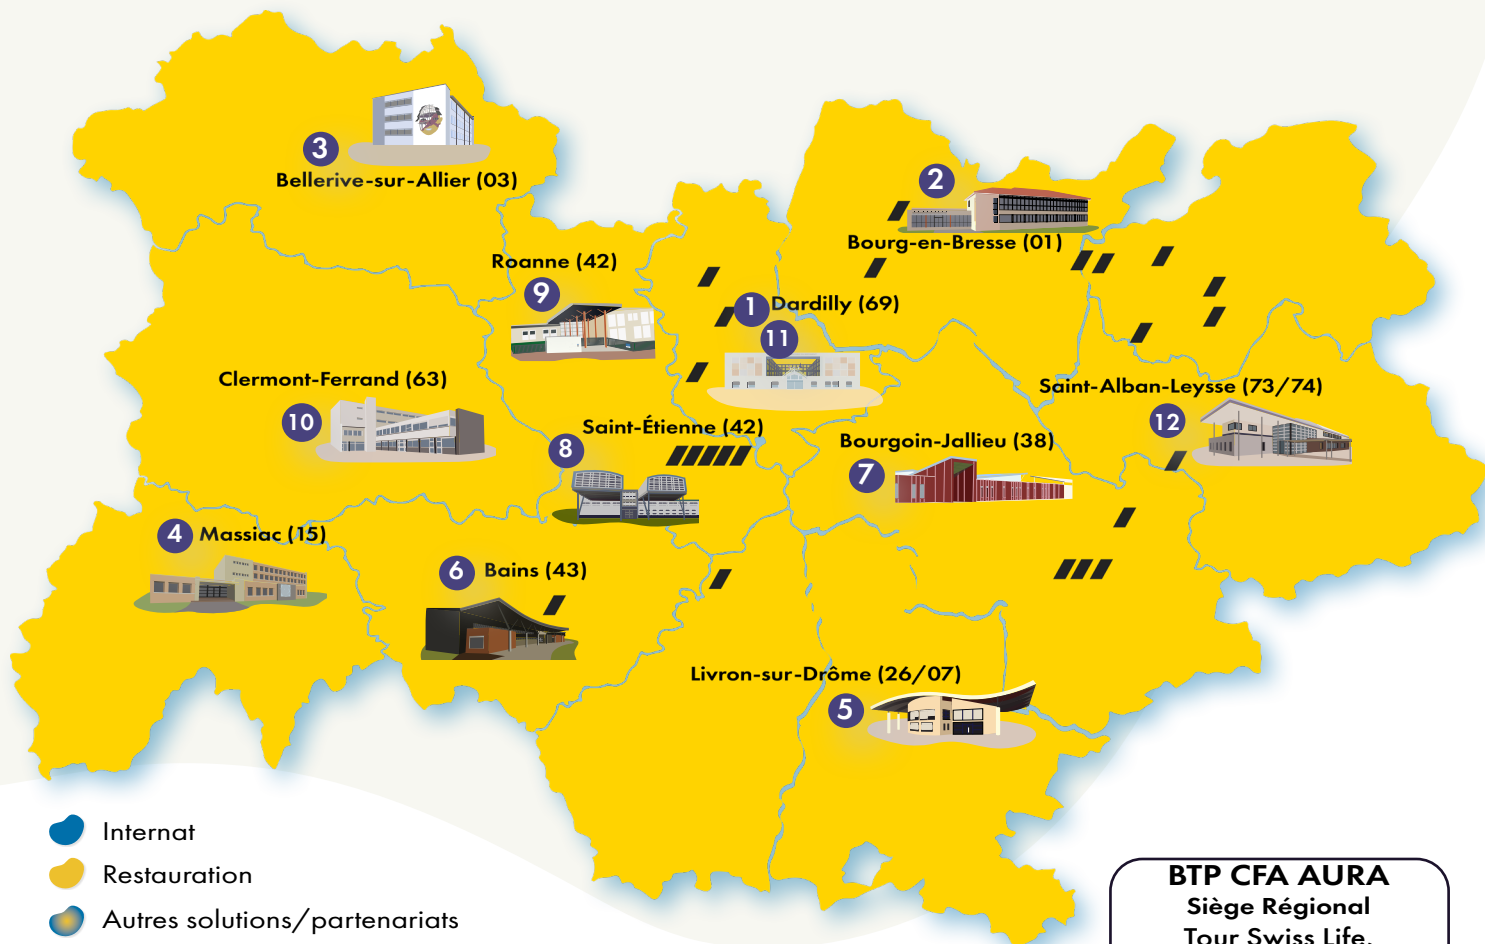 3
Bellerive-sur-Allier (03)
2
Bourg-en-Bresse (01)
Roanne (42)
9
1 Dardilly (69)
11
Clermont-Ferrand (63)
10
Saint-Alban-Leysse (73/74)
12
Saint-Étienne (42)
8
Bourgoin-Jallieu (38)
7
4 Massiac (15)
6 Bains (43)
Livron-sur-Drôme (26/07)
5
Internat
Restauration
Autres solutions/partenariats
BTP CFA AURA
Siège Régional
Tour Swiss Life,